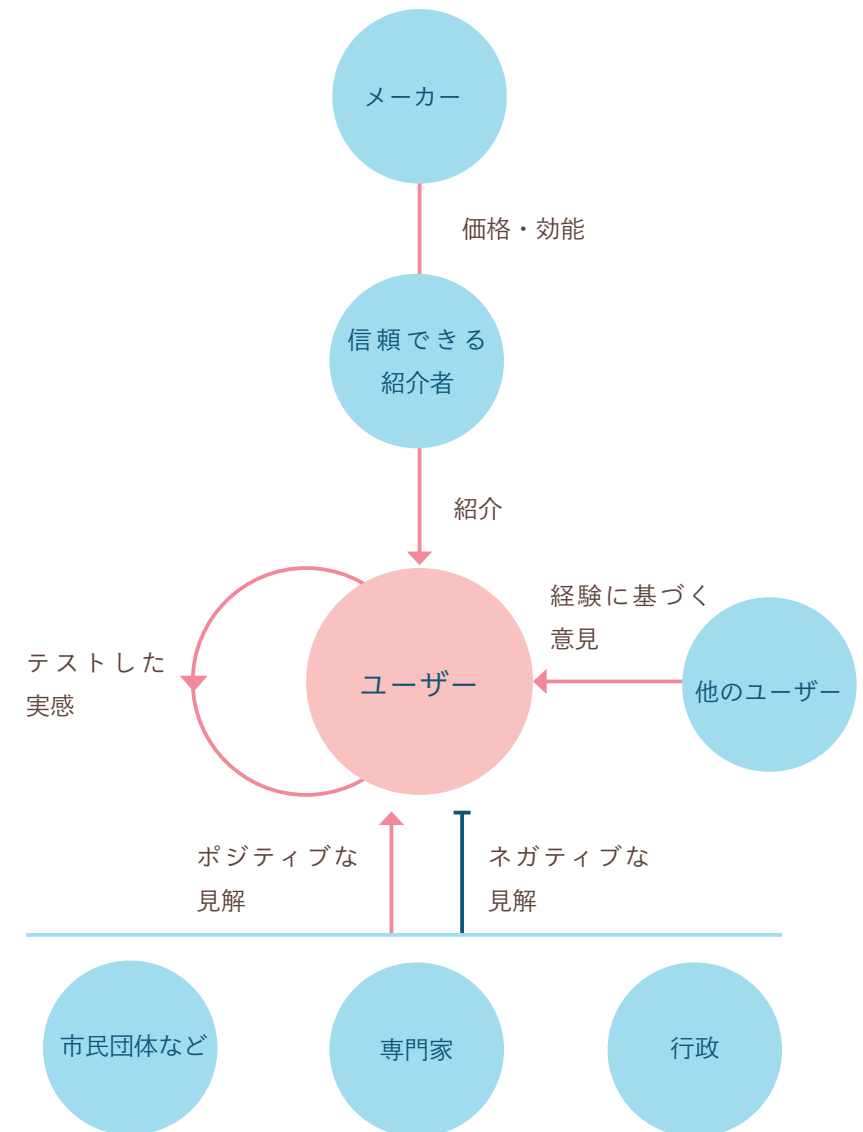 メーカー
価格・効能
信頼できる
紹介者
紹介
経験に基づく
意見
テストした
実感
ユーザー
他のユーザー
ポジティブな
見解
ネガティブな
見解
市民団体など
専門家
行政